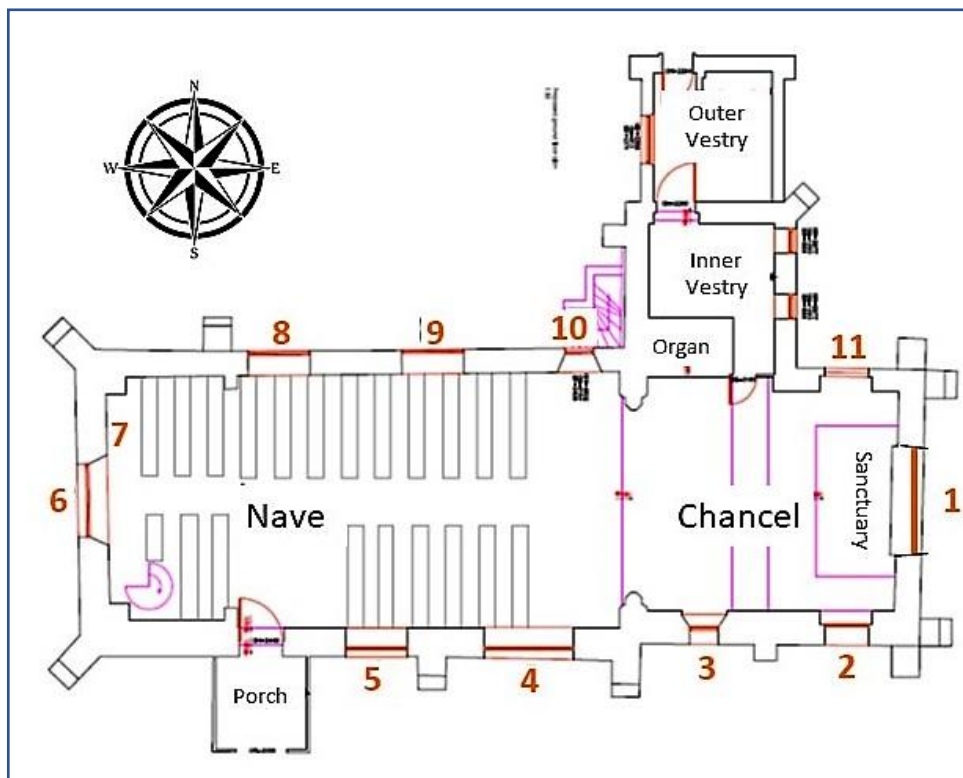 N
W
E
S
Outer
Vestry
Inner
Vestry
8
9
10
Organ
11
7
6
Nave
Chancel
Sanctuary
1
5
4
3
2
Porch